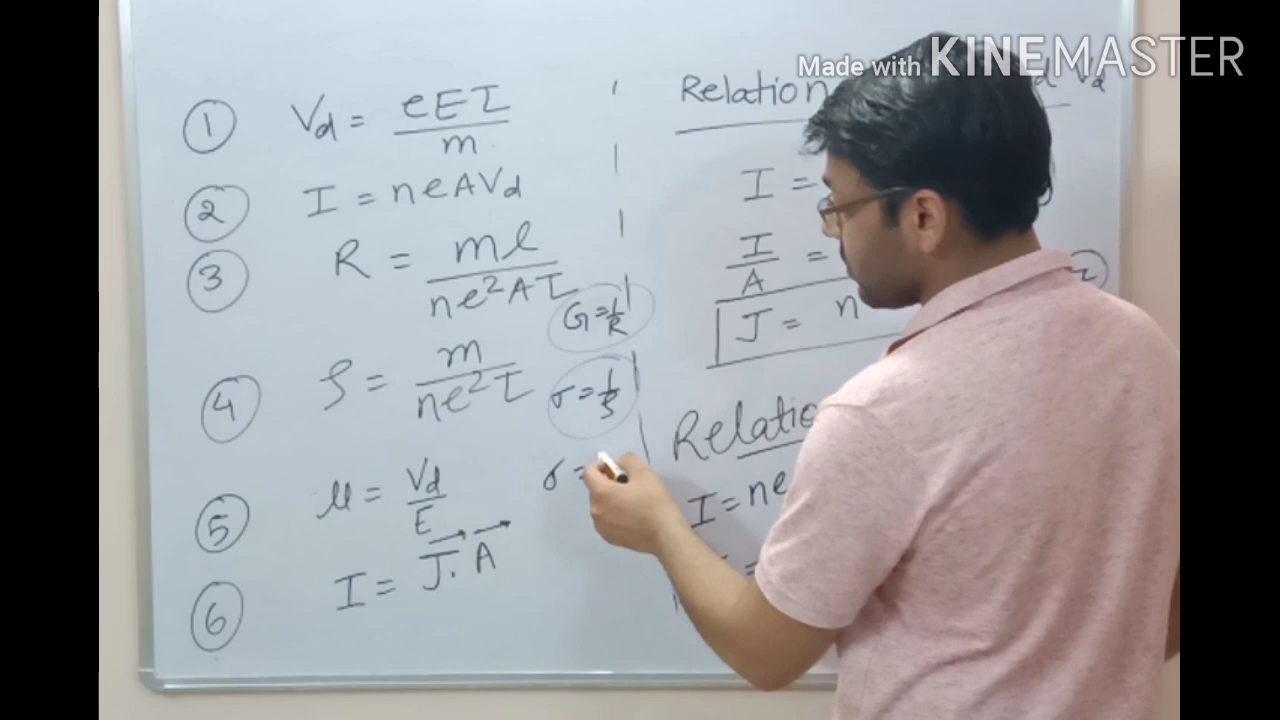 Made with KINEMASTER
① Vd = eEτ/m
② I = neAVd
③ R = ml/ne²Aτ
G = 1/R
④ ρ = m/ne²τ
σ = 1/ρ
⑤ μ = Vd/E
σ =
⑥ I = J⃗ . A⃗
Relation Vd
I =
I/A =
J = n
I = ne